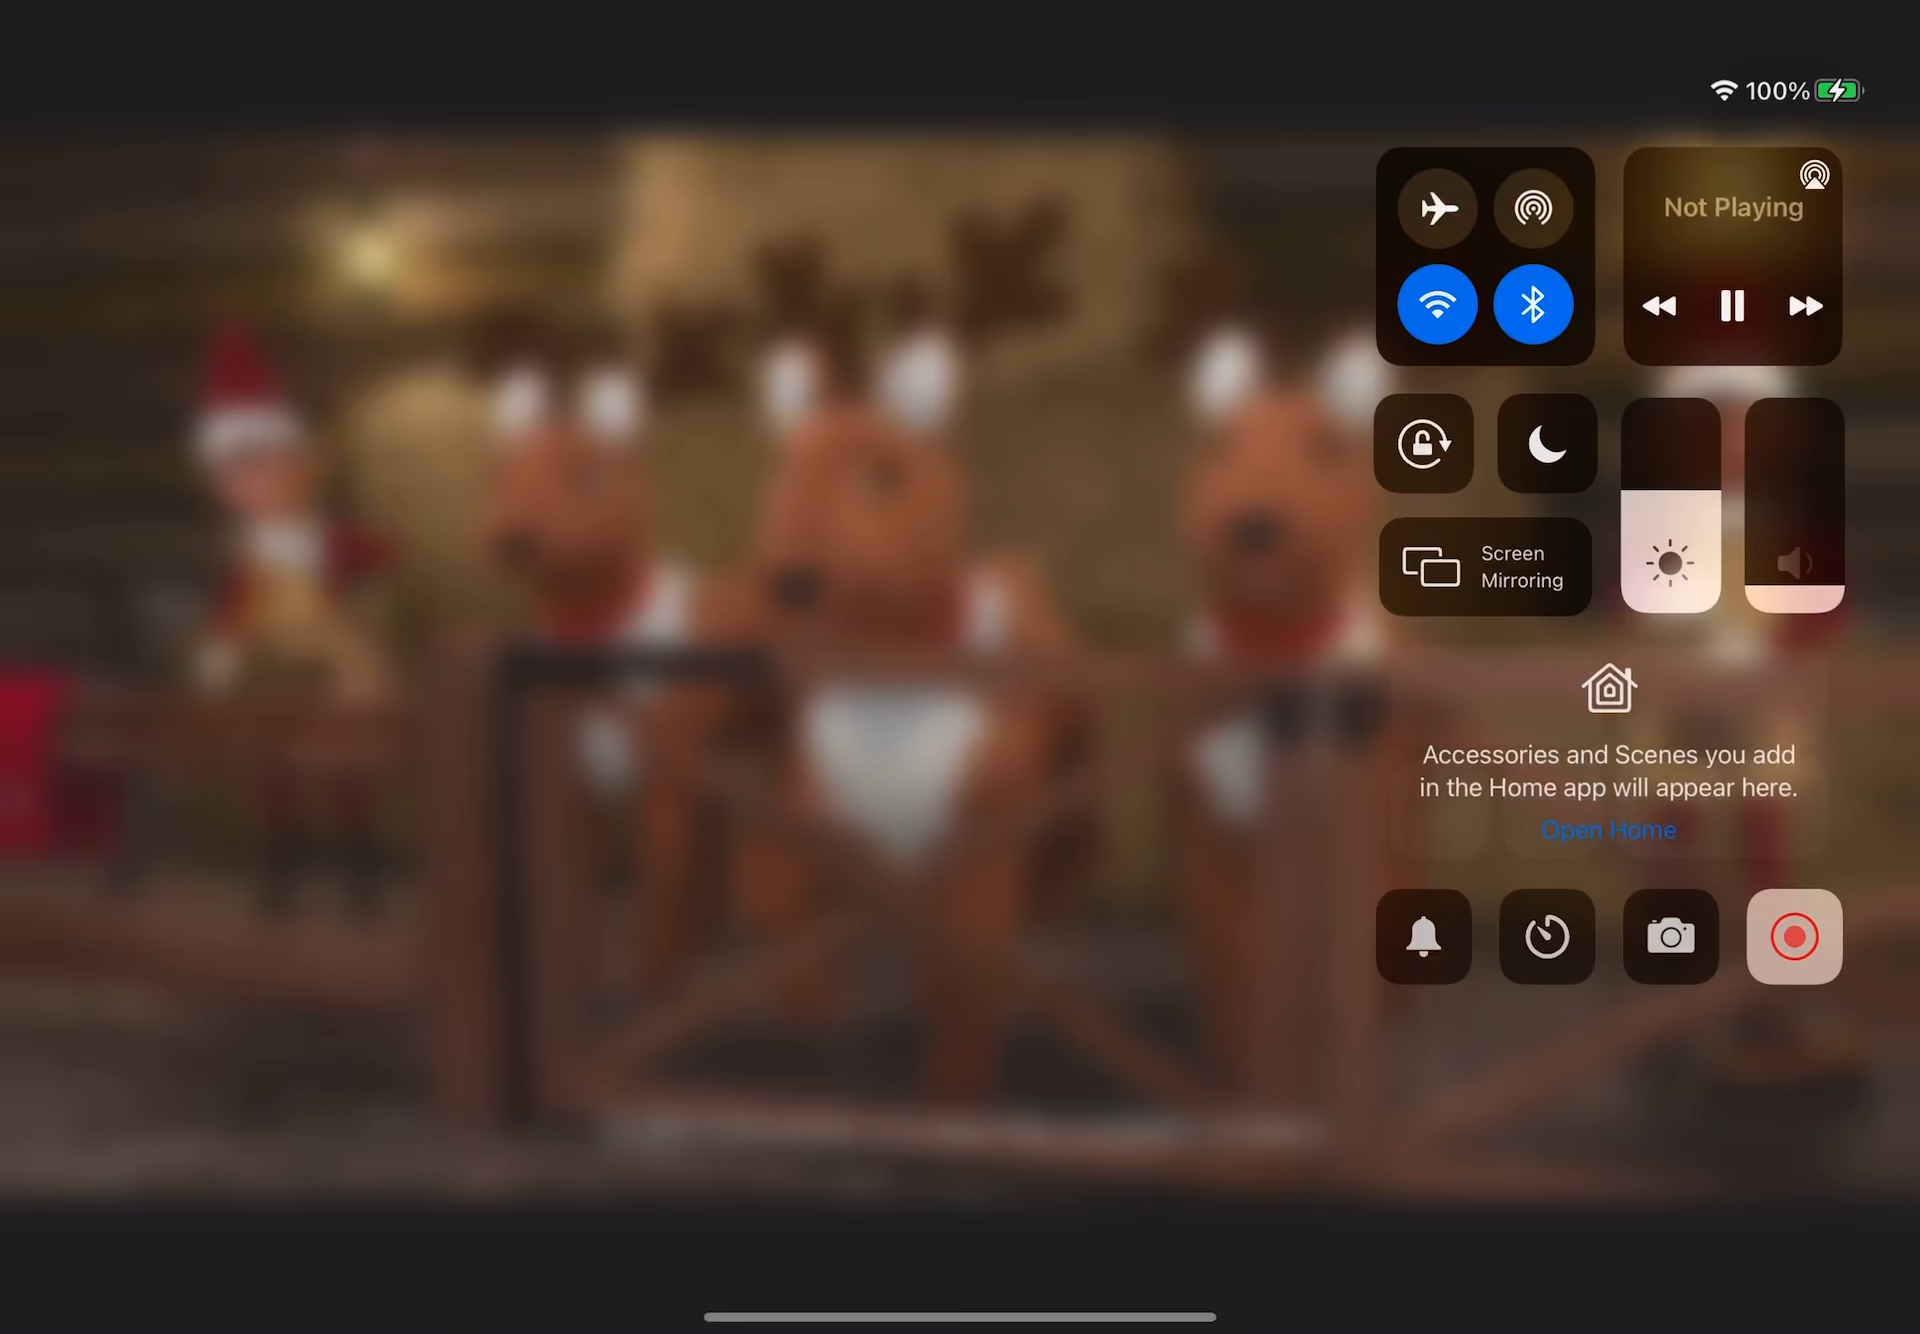 100%
Not Playing
Screen
Mirroring
Accessories and Scenes you add
in the Home app will appear here.
Open Home